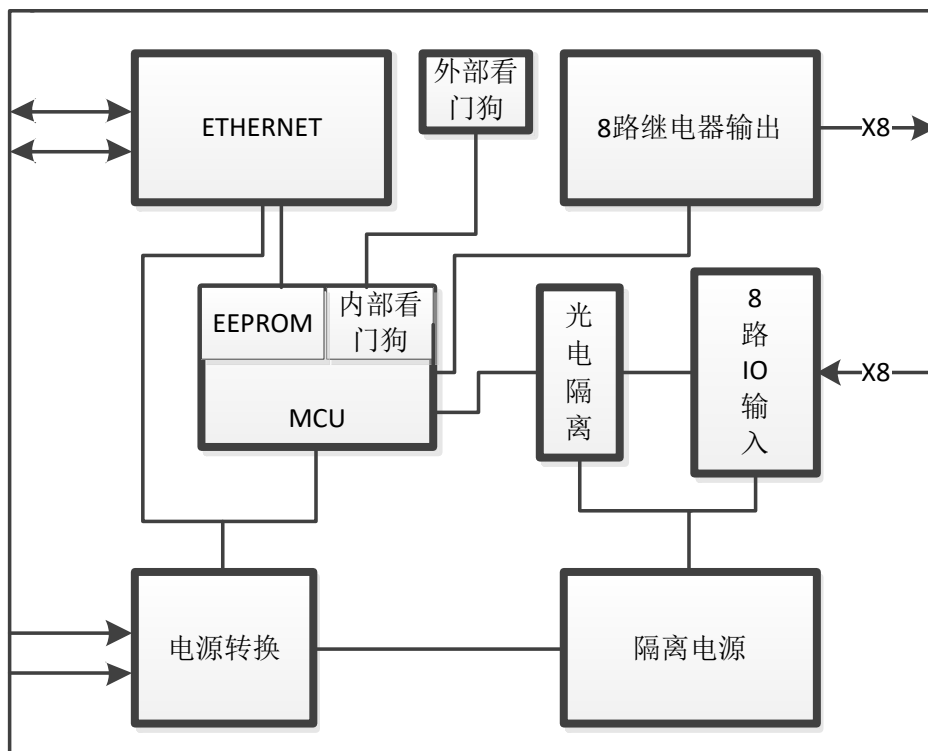 ETHERNET
外部看
门狗
8路继电器输出
X8
EEPROM
内部看
门狗
MCU
光
电
隔
离
8
路
IO
输
入
X8
电源转换
隔离电源